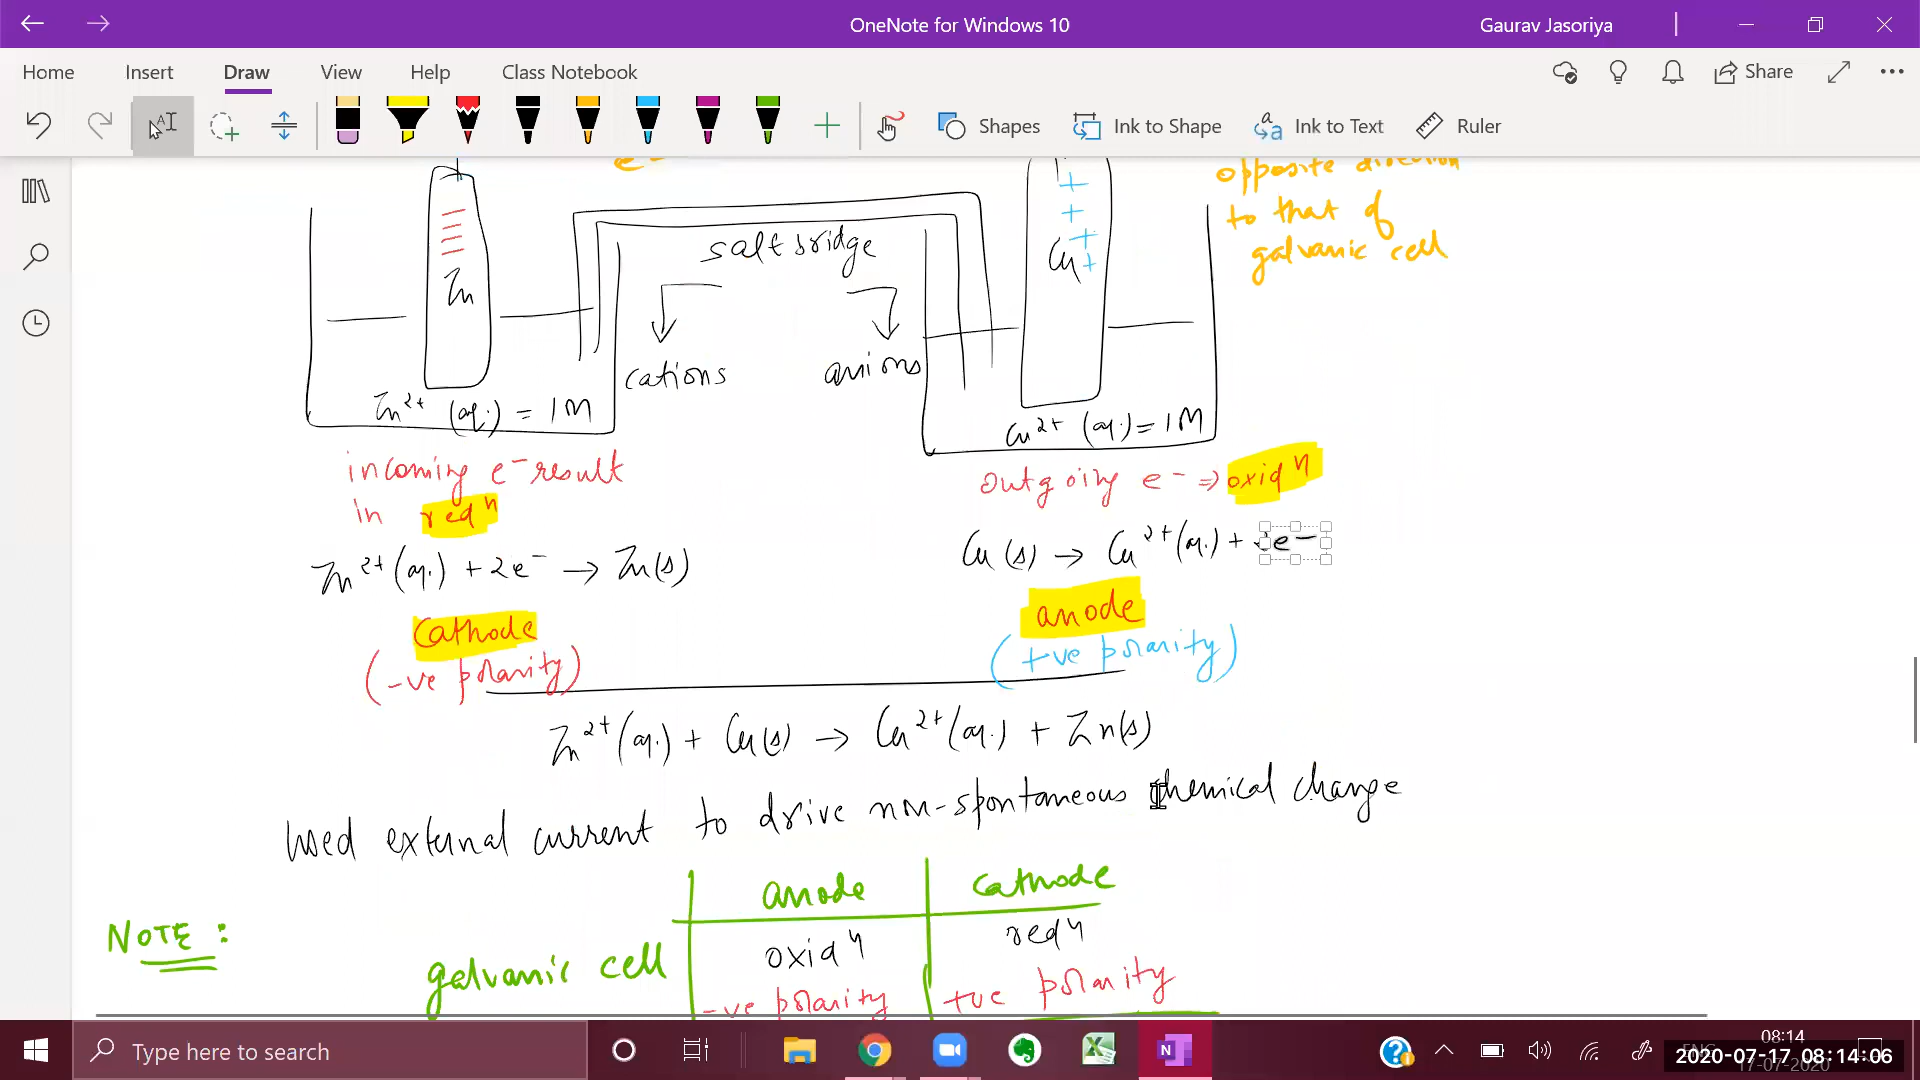 OneNote for Windows 10
Gaurav Jasoriya
Home Insert Draw View Help Class Notebook
Share
Shapes Ink to Shape Ink to Text Ruler
e-
opposite direction
to that of
galvanic cell
salt bridge
Zn
Cu
cations
anions
Zn2+ (aq.) = 1M
Cu2+ (aq.) = 1M
incoming e- result
in redn
outgoing e- => oxidn
Zn2+(aq.) + 2e- → Zn(s)
Cu(s) → Cu2+(aq.) + 2e-
Cathode
(-ve polarity)
anode
(+ve polarity)
Zn2+(aq.) + Cu(s) → Cu2+(aq.) + Zn(s)
Used external current to drive non-spontaneous chemical change
NOTE :
anode cathode
galvanic cell oxidn redn
-ve polarity +ve polarity
Type here to search
08:14
17-07-2020
2020-07-17 08:14:06